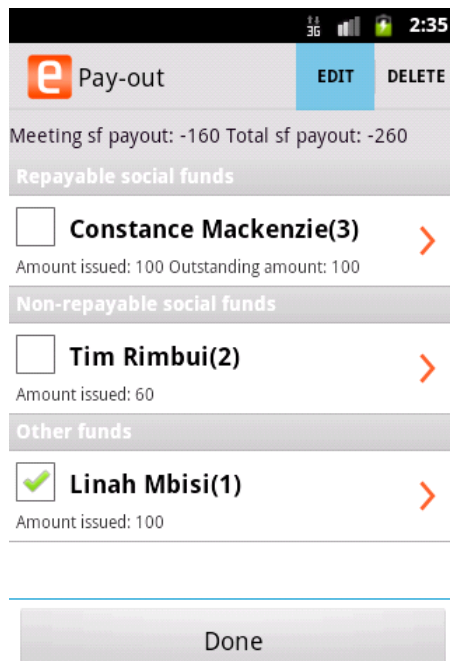 3G 2:35
e Pay-out EDIT DELETE
Meeting sf payout: -160 Total sf payout: -260
Repayable social funds
Constance Mackenzie(3)
Amount issued: 100 Outstanding amount: 100
Non-repayable social funds
Tim Rimbui(2)
Amount issued: 60
Other funds
Linah Mbisi(1)
Amount issued: 100
Done